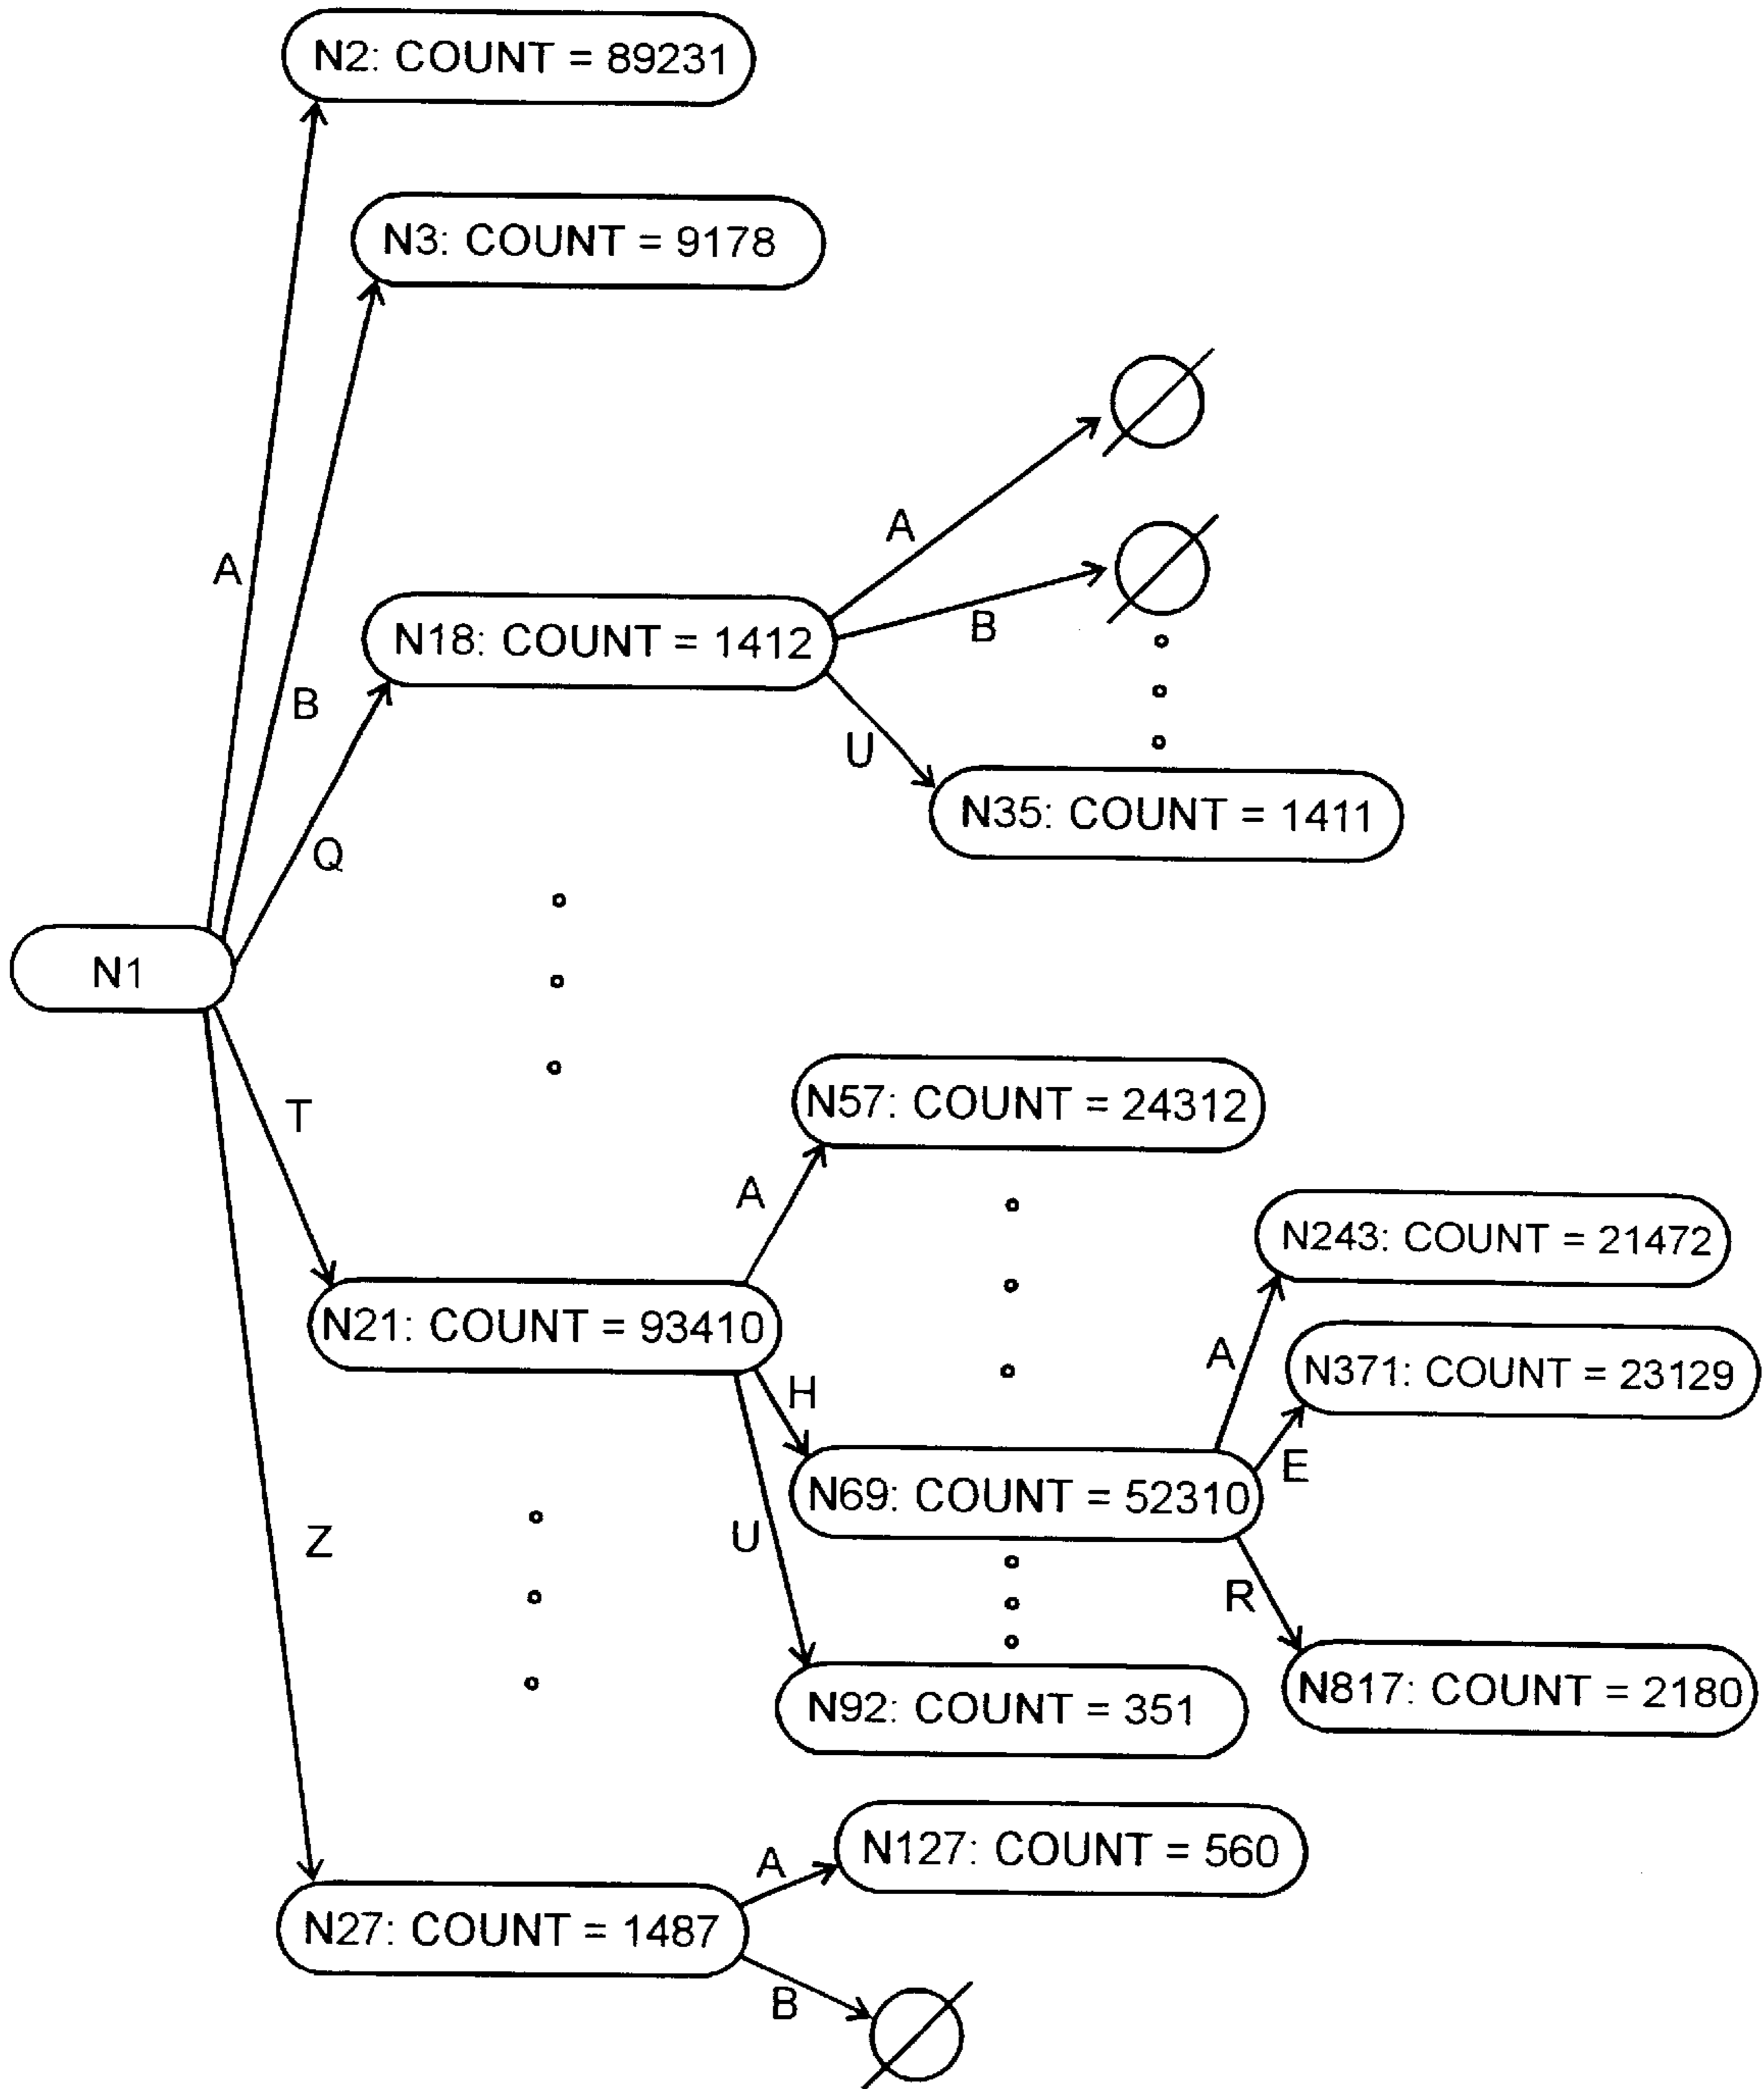 N2: COUNT = 89231
N3: COUNT = 9178
A
A
B
N18: COUNT = 1412
B
U
N35: COUNT = 1411
Q
N1
N57: COUNT = 24312
T
A
N243: COUNT = 21472
N21: COUNT = 93410
A
N371: COUNT = 23129
H
E
N69: COUNT = 52310
Z
U
R
N92: COUNT = 351
N817: COUNT = 2180
A
N127: COUNT = 560
N27: COUNT = 1487
B